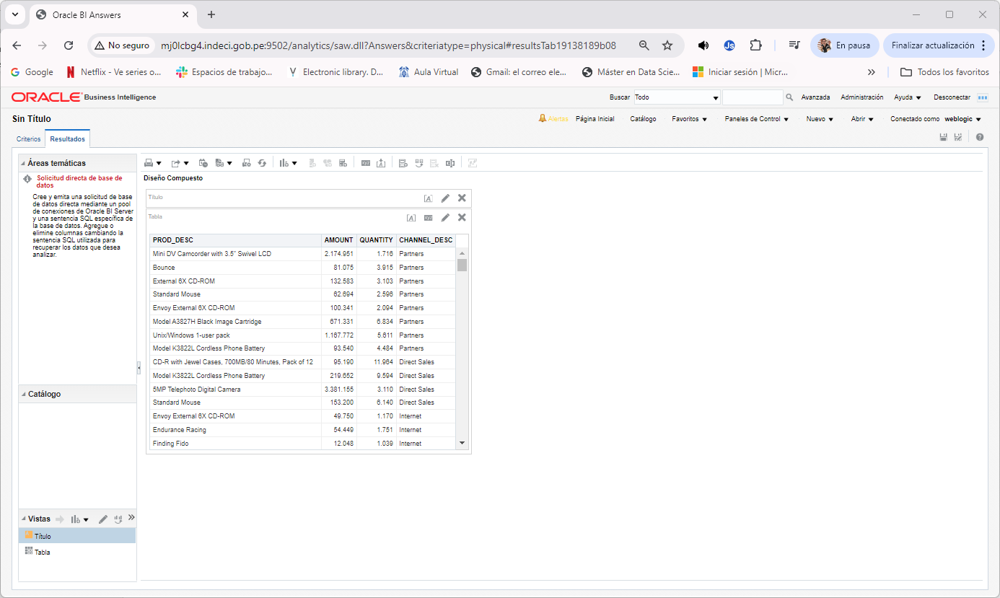 Oracle BI Answers
No seguro
mj0lcbg4.indeci.gob.pe:9502/analytics/saw.dll?Answers&criteriatype=physical#resultsTab19138189b08
JS
En pausa
Finalizar actualización
Google
Netflix - Ve series o...
Espacios de trabajo...
Electronic library. D...
Aula Virtual
Gmail: el correo ele...
Máster en Data Scie...
Iniciar sesión | Micr...
Todos los favoritos
ORACLE Business Intelligence
Buscar Todo
Avanzada Administración Ayuda Desconectar
Sin Título
Alertas Página Inicial Catálogo Favoritos Paneles de Control Nuevo Abrir Conectado como weblogic
Criterios Resultados
Áreas temáticas
Solicitud directa de base de
datos
Cree y emita una solicitud de base
de datos directa mediante un pool
de conexiones de Oracle BI Server
y una sentencia SQL específica de
la base de datos. Agregue o
elimine columnas cambiando la
sentencia SQL utilizada para
recuperar los datos que desea
analizar.
Catálogo
Vistas
Título
Tabla
Diseño Compuesto
Título
Tabla
PROD_DESC AMOUNT QUANTITY CHANNEL_DESC
Mini DV Camcorder with 3.5" Swivel LCD 2.174.951 1.716 Partners
Bounce 81.075 3.915 Partners
External 6X CD-ROM 132.583 3.103 Partners
Standard Mouse 62.694 2.596 Partners
Envoy External 6X CD-ROM 100.341 2.094 Partners
Model A3827H Black Image Cartridge 671.331 6.834 Partners
Unix/Windows 1-user pack 1.167.772 5.611 Partners
Model K3822L Cordless Phone Battery 93.540 4.484 Partners
CD-R with Jewel Cases, 700MB/80 Minutes, Pack of 12 95.190 11.964 Direct Sales
Model K3822L Cordless Phone Battery 219.652 9.594 Direct Sales
5MP Telephoto Digital Camera 3.381.155 3.110 Direct Sales
Standard Mouse 153.200 6.140 Direct Sales
Envoy External 6X CD-ROM 49.750 1.170 Internet
Endurance Racing 54.449 1.751 Internet
Finding Fido 12.048 1.039 Internet